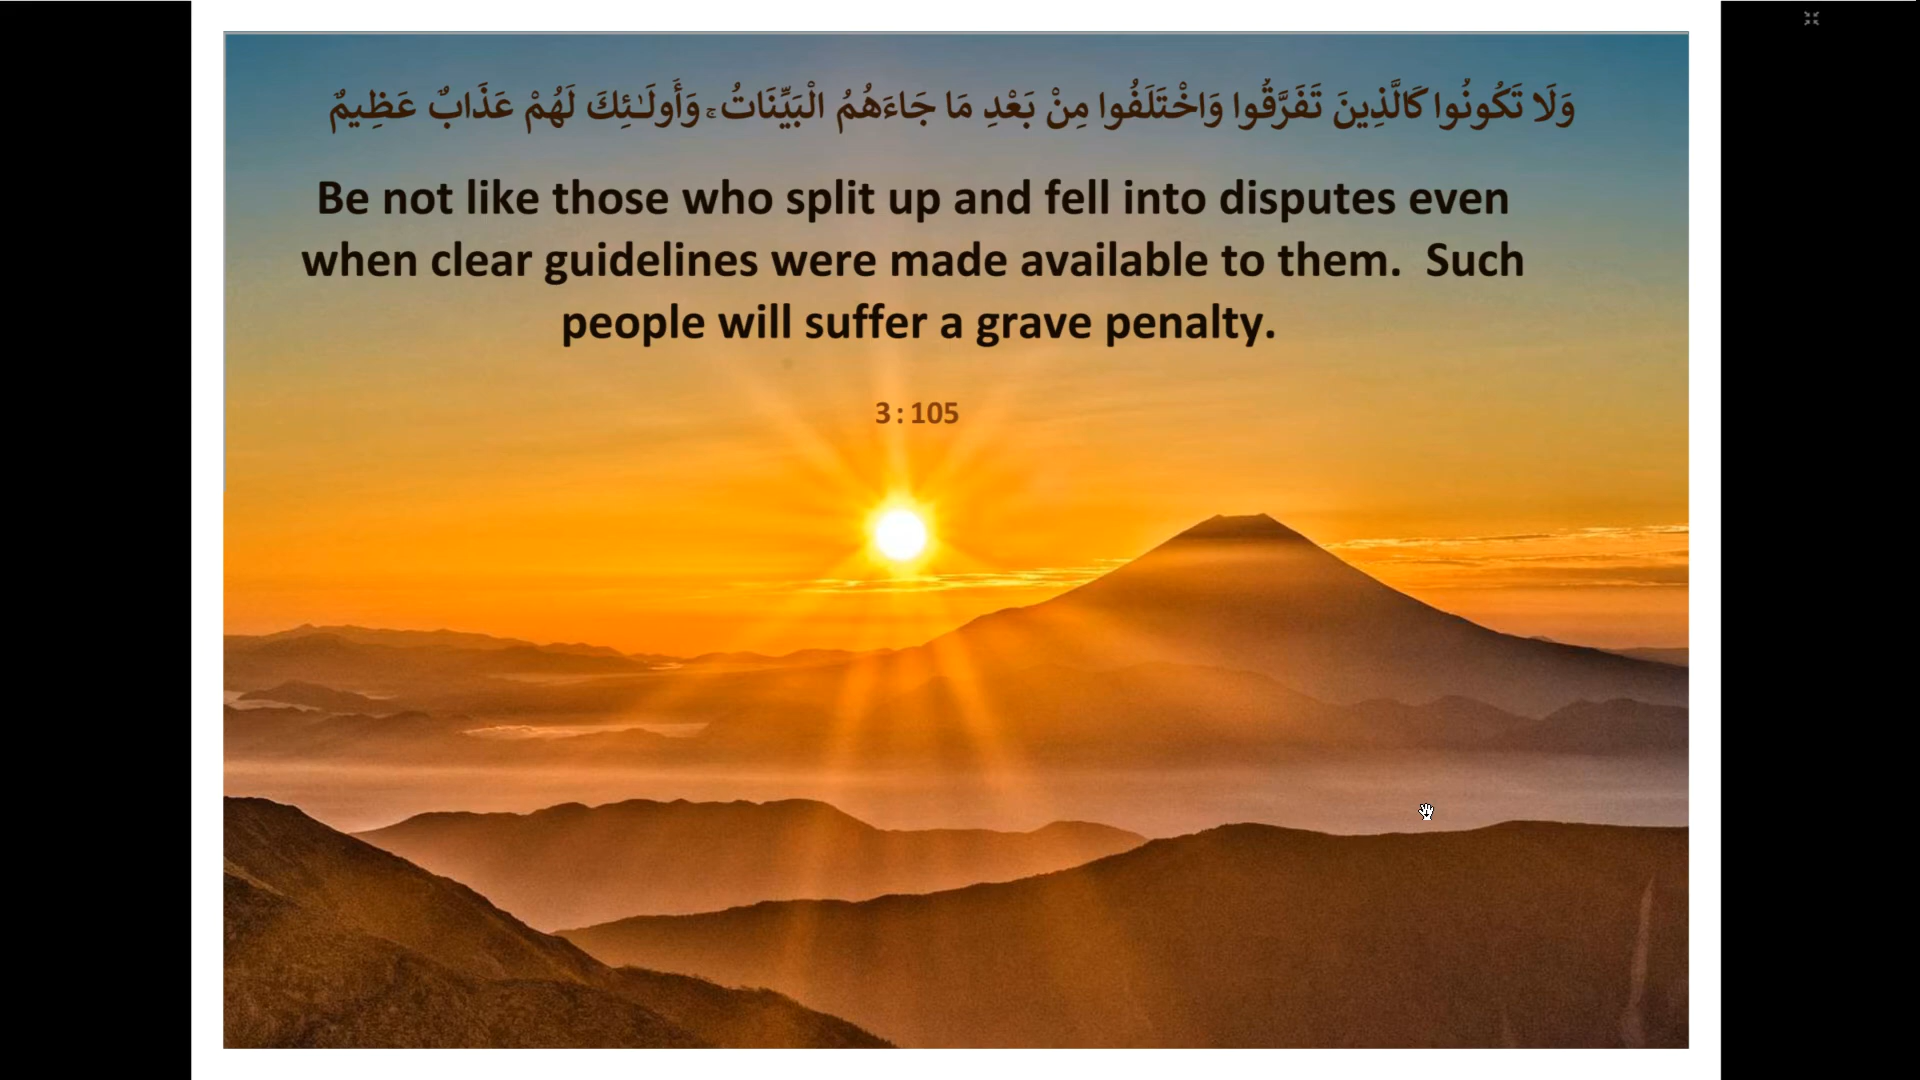 وَلَا تَكُونُوا كَالَّذِينَ تَفَرَّقُوا وَاخْتَلَفُوا مِنْ بَعْدِ مَا جَاءَهُمُ الْبَيِّنَاتُ ۚ وَأُولَـٰئِكَ لَهُمْ عَذَابٌ عَظِيمٌ
Be not like those who split up and fell into disputes even
when clear guidelines were made available to them.  Such
people will suffer a grave penalty.
3 : 105